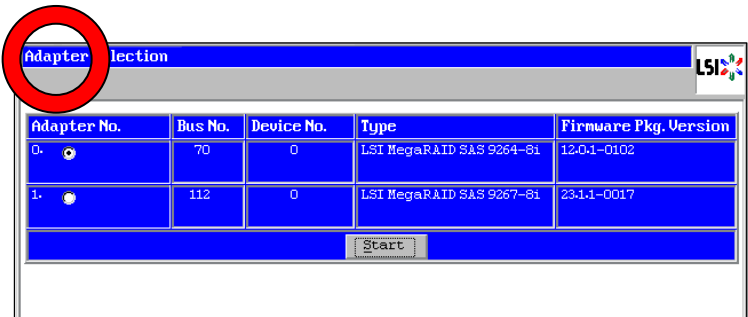 Adapter lection
LSI
Adapter No. Bus No. Device No. Type Firmware Pkg. Version
0. 70 0 LSI MegaRAID SAS 9264-8i 12.0.1-0102
1. 112 0 LSI MegaRAID SAS 9267-8i 23.1.1-0017
Start